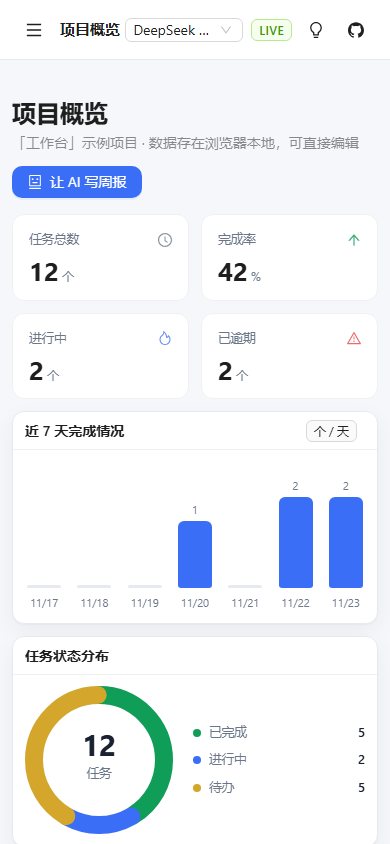 项目概览 DeepSeek ... LIVE
项目概览
「工作台」示例项目 · 数据存在浏览器本地，可直接编辑
让 AI 写周报
任务总数 完成率
12 个 42 %
进行中 已逾期
2 个 2 个
近 7 天完成情况 个 / 天
1 2 2
11/17 11/18 11/19 11/20 11/21 11/22 11/23
任务状态分布
12
任务
已完成 5
进行中 2
待办 5